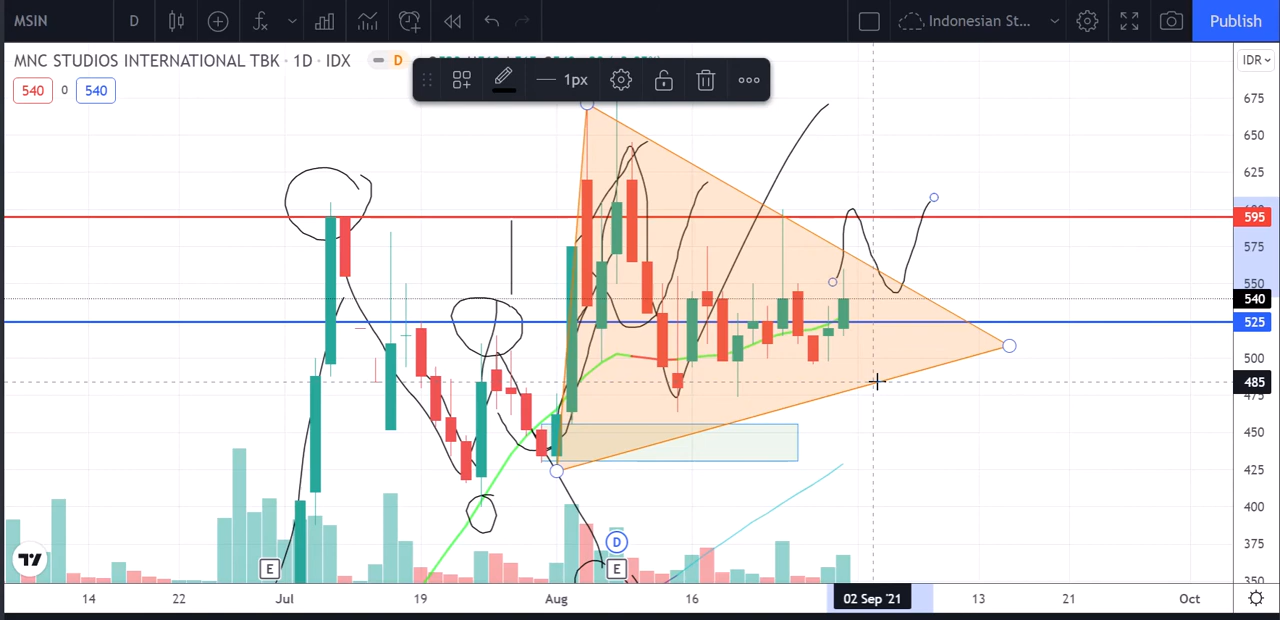 MSIN D Indonesian St... Publish
MNC STUDIOS INTERNATIONAL TBK · 1D · IDX D
IDR
1px
540 0 540
675
650
625
595
575
550
540
525
500
485
450
425
400
375
350
D
E E
14 22 Jul 19 Aug 16 02 Sep '21 13 21 Oct